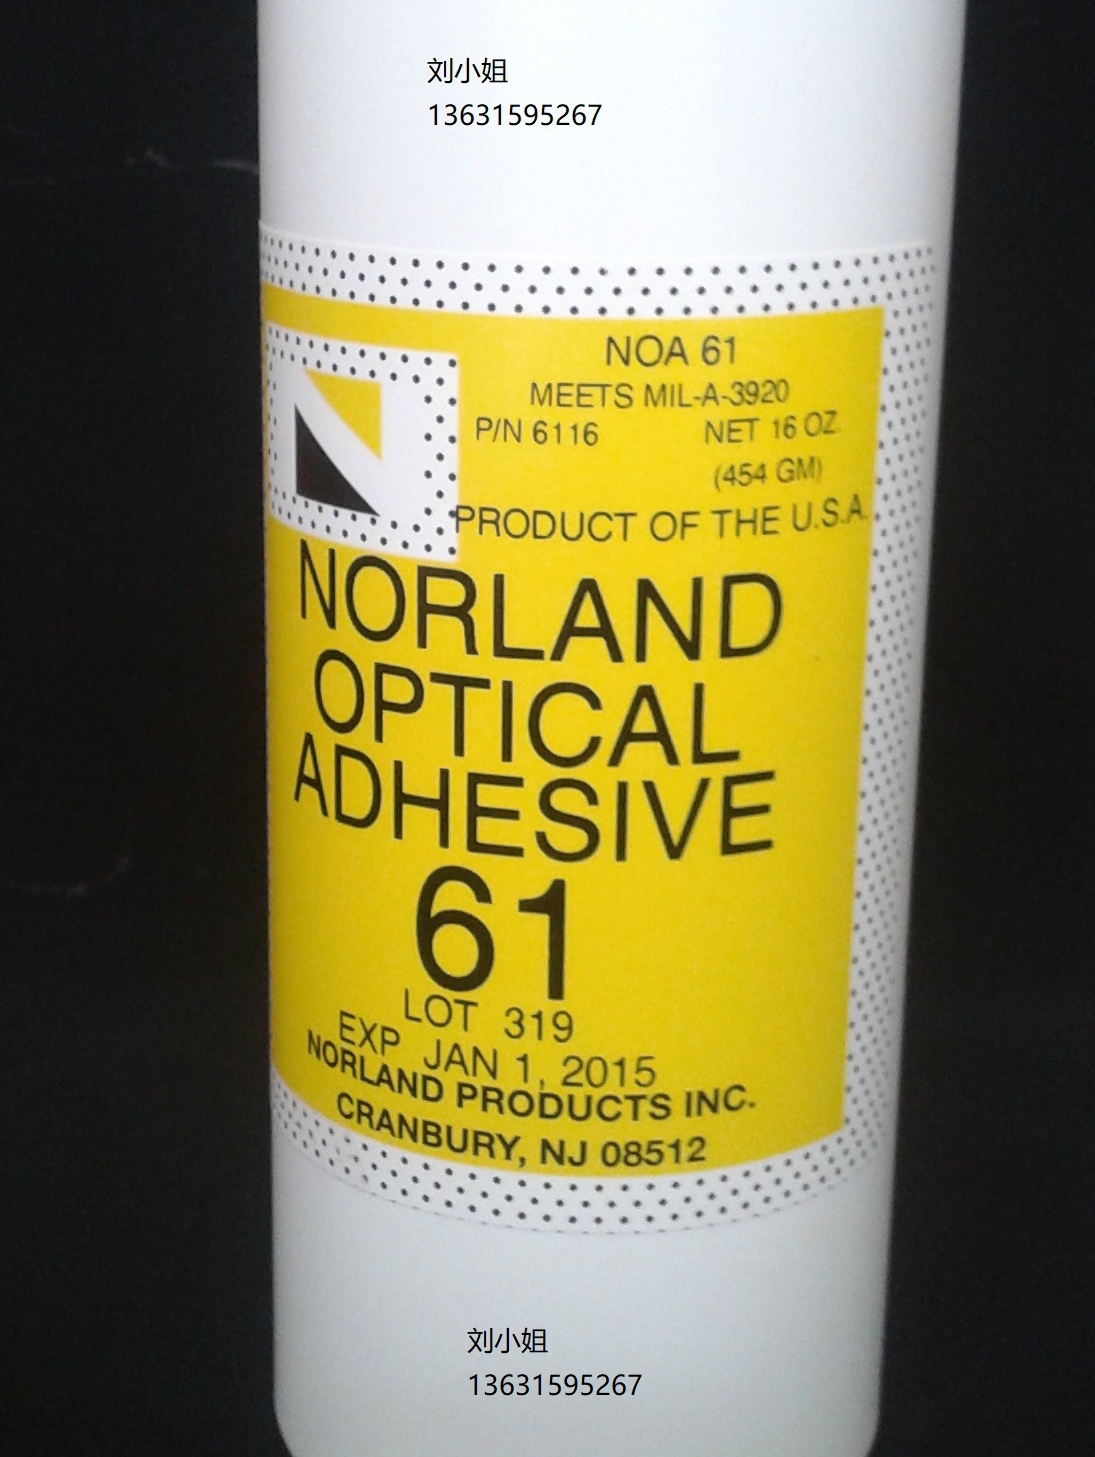 刘小姐
13631595267
NOA 61
MEETS MIL-A-3920
P/N 6116 NET 16 OZ.
(454 GM)
PRODUCT OF THE U.S.A.
NORLAND
OPTICAL
ADHESIVE
61
LOT 319
EXP JAN 1, 2015
NORLAND PRODUCTS INC.
CRANBURY, NJ 08512
刘小姐
13631595267